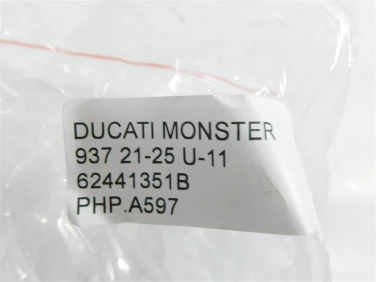 DUCATI MONSTER
937 21-25 U-11
62441351B
PHP.A597